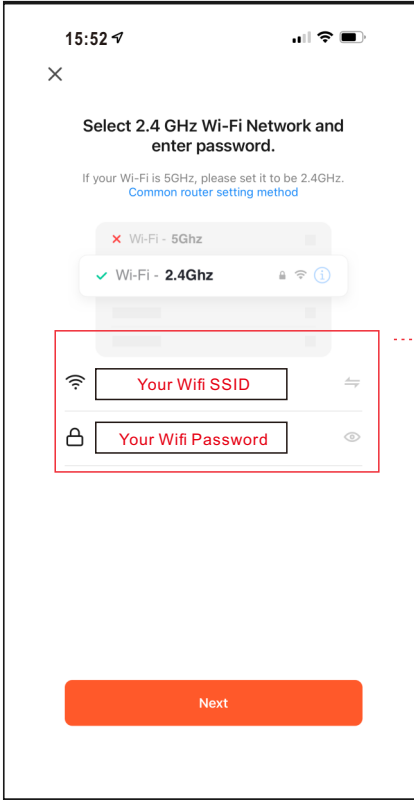 15:52
Select 2.4 GHz Wi-Fi Network and
enter password.
If your Wi-Fi is 5GHz, please set it to be 2.4GHz.
Common router setting method
Wi-Fi - 5Ghz
Wi-Fi - 2.4Ghz
Your Wifi SSID
Your Wifi Password
Next